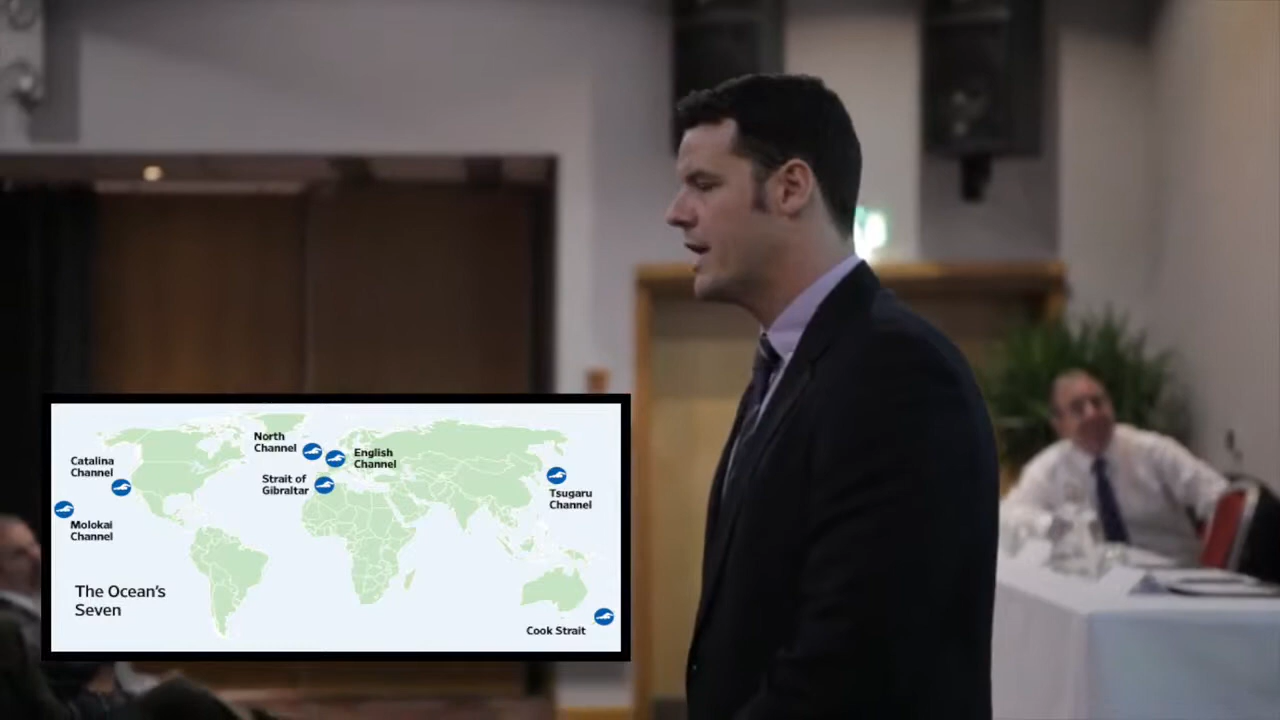 North
Channel
English
Channel
Catalina
Channel
Strait of
Gibraltar
Tsugaru
Channel
Molokai
Channel
The Ocean's
Seven
Cook Strait